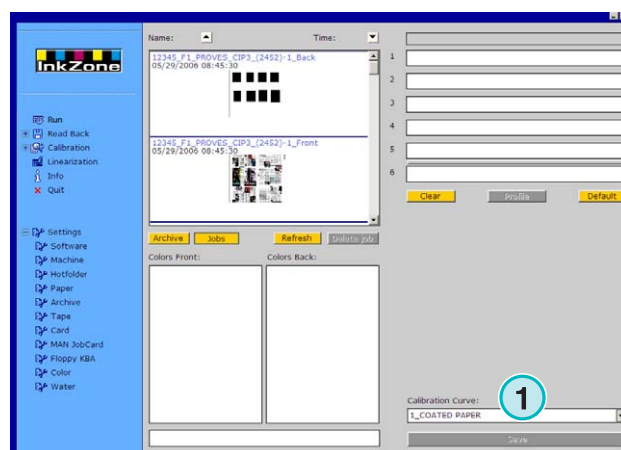 Name:
Time:
InkZone
12345_F1_PROVES_CIP3_(2452)-1_Back
05/29/2006 08:45:30
12345_F1_PROVES_CIP3_(2452)-1_Front
05/29/2006 08:45:30
1
2
3
4
5
6
Clear
Profile
Default
Run
Read Back
Calibration
Linearization
Info
Quit
Settings
Software
Machine
Hotfolder
Paper
Archive
Tape
Card
MAN JobCard
Floppy KBA
Color
Water
Archive
Jobs
Refresh
Delete job
Colors Front:
Colors Back:
1
Calibration Curve:
1_COATED PAPER
Save